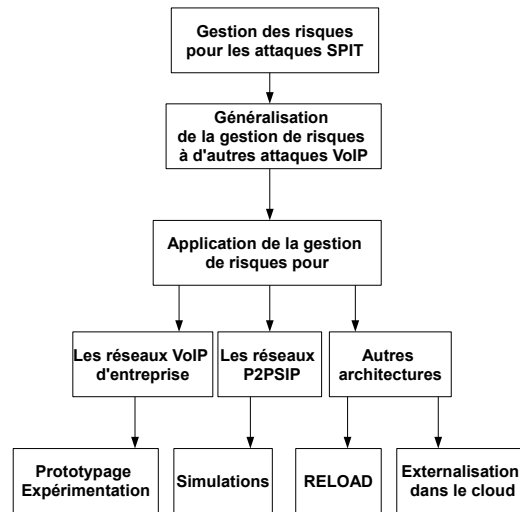 Gestion des risques
pour les attaques SPIT
Généralisation
de la gestion de risques
à d'autres attaques VoIP
Application de la gestion
de risques pour
Les réseaux VoIP
d'entreprise
Les réseaux
P2PSIP
Autres
architectures
Prototypage
Expérimentation
Simulations
RELOAD
Externalisation
dans le cloud